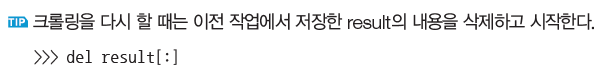 TIP 크롤링을 다시 할 때는 이전 작업에서 저장한 result의 내용을 삭제하고 시작한다.
>>> del result[:]